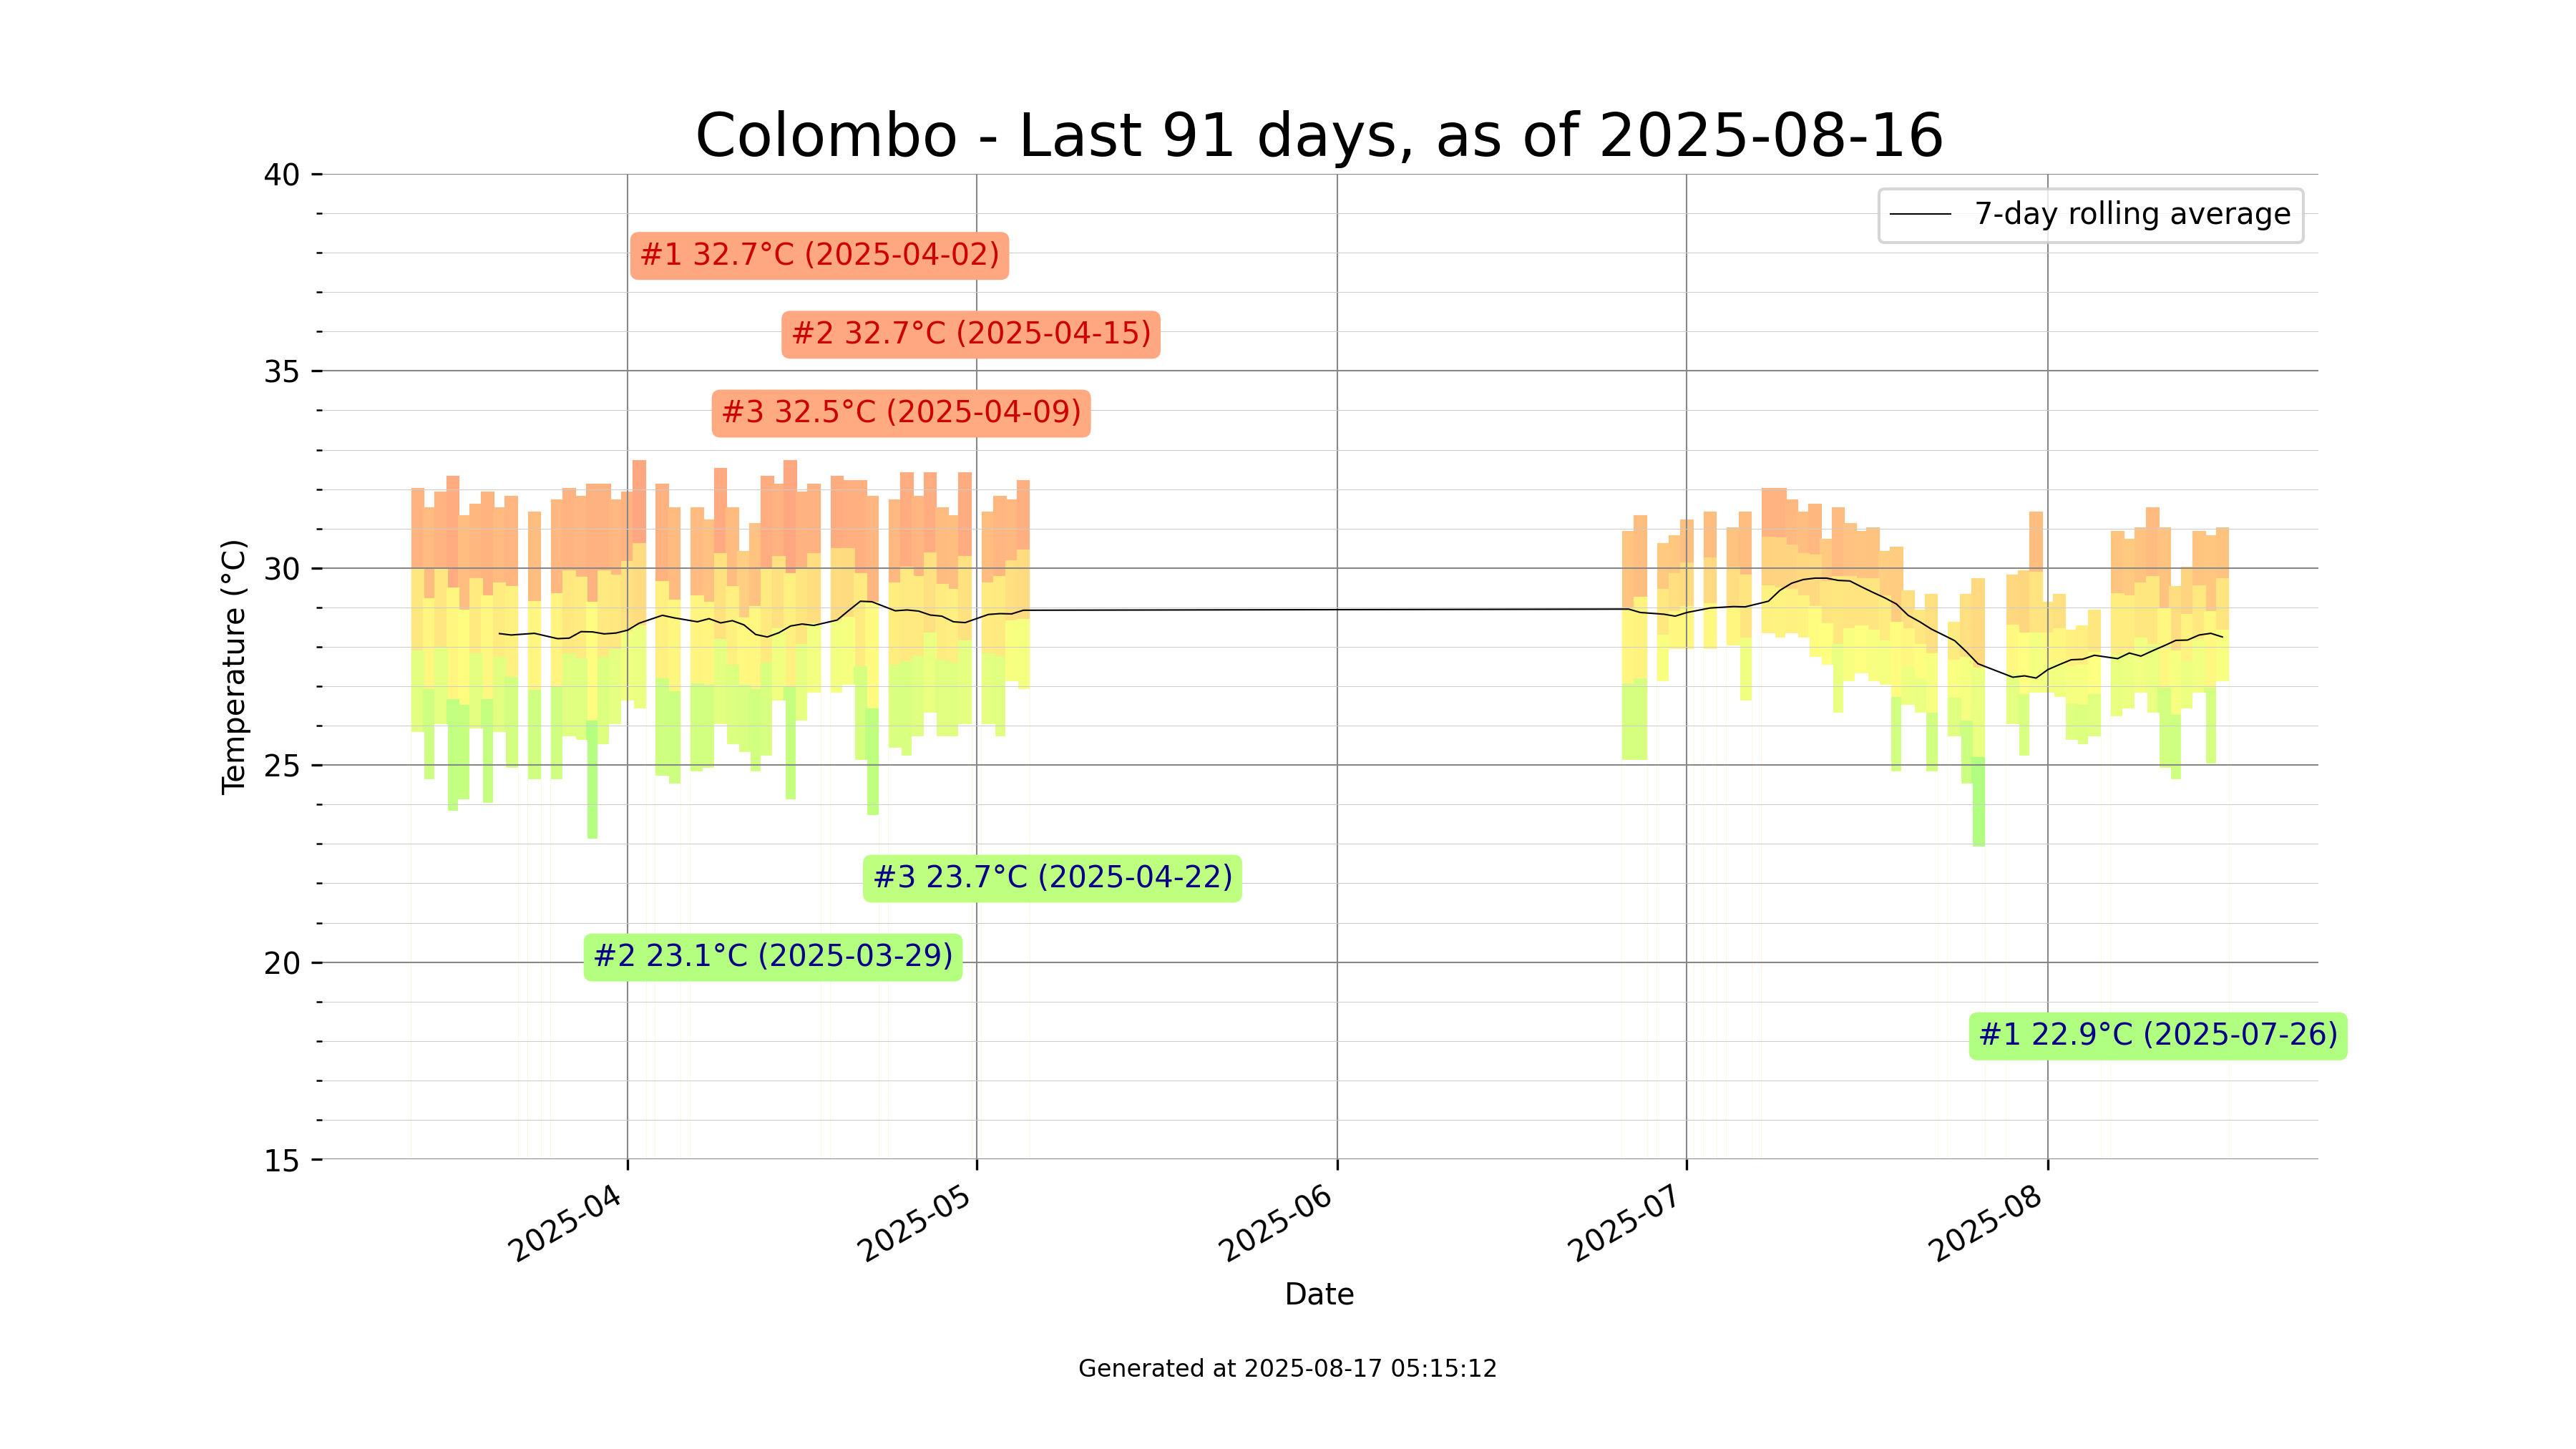 Colombo - Last 91 days, as of 2025-08-16
7-day rolling average
#1 32.7°C (2025-04-02)
#2 32.7°C (2025-04-15)
#3 32.5°C (2025-04-09)
#3 23.7°C (2025-04-22)
#2 23.1°C (2025-03-29)
#1 22.9°C (2025-07-26)
Temperature (°C)
40
35
30
25
20
15
2025-04
2025-05
2025-06
2025-07
2025-08
Date
Generated at 2025-08-17 05:15:12